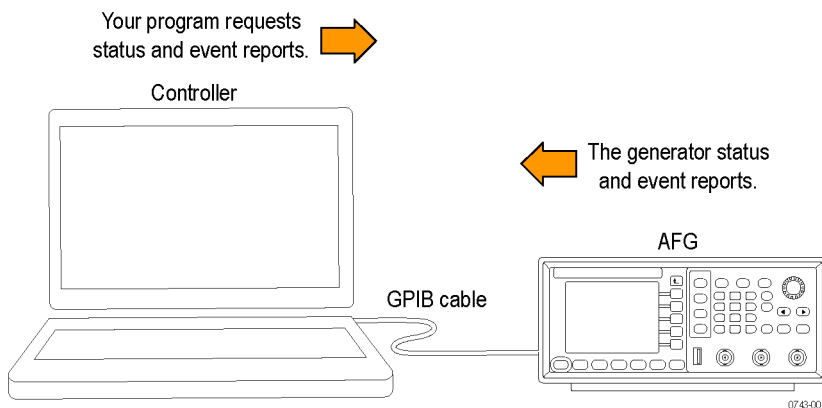 Your program requests
status and event reports.
Controller
The generator status
and event reports.
AFG
GPIB cable
0743-00